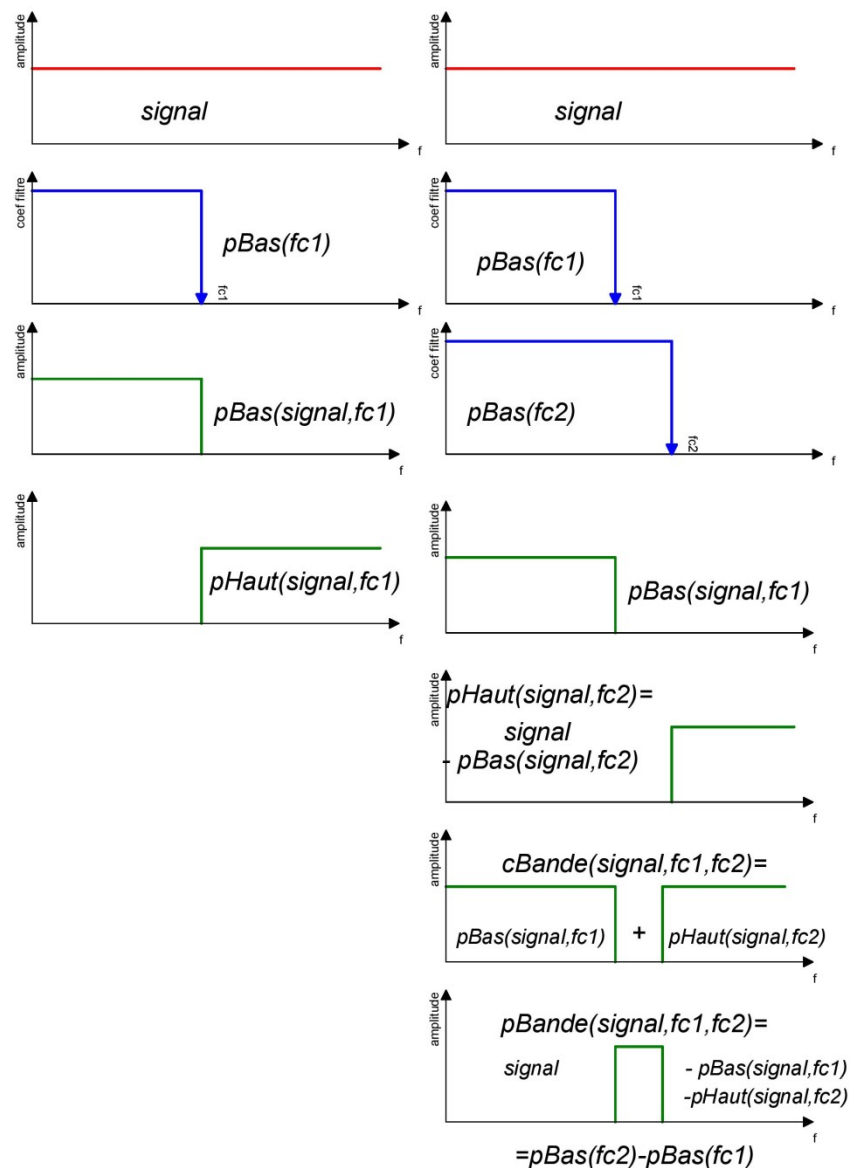 amplitude
signal
f
coef filtre
pBas(fc1)
fc1
f
amplitude
pBas(signal,fc1)
f
amplitude
pHaut(signal,fc1)
f
amplitude
signal
f
coef filtre
pBas(fc1)
fc1
f
coef filtre
pBas(fc2)
fc2
f
amplitude
pBas(signal,fc1)
f
amplitude
pHaut(signal,fc2)=
signal
- pBas(signal,fc2)
f
amplitude
cBande(signal,fc1,fc2)=
pBas(signal,fc1) + pHaut(signal,fc2)
f
amplitude
pBande(signal,fc1,fc2)=
signal - pBas(signal,fc1)
-pHaut(signal,fc2)
f
=pBas(fc2)-pBas(fc1)